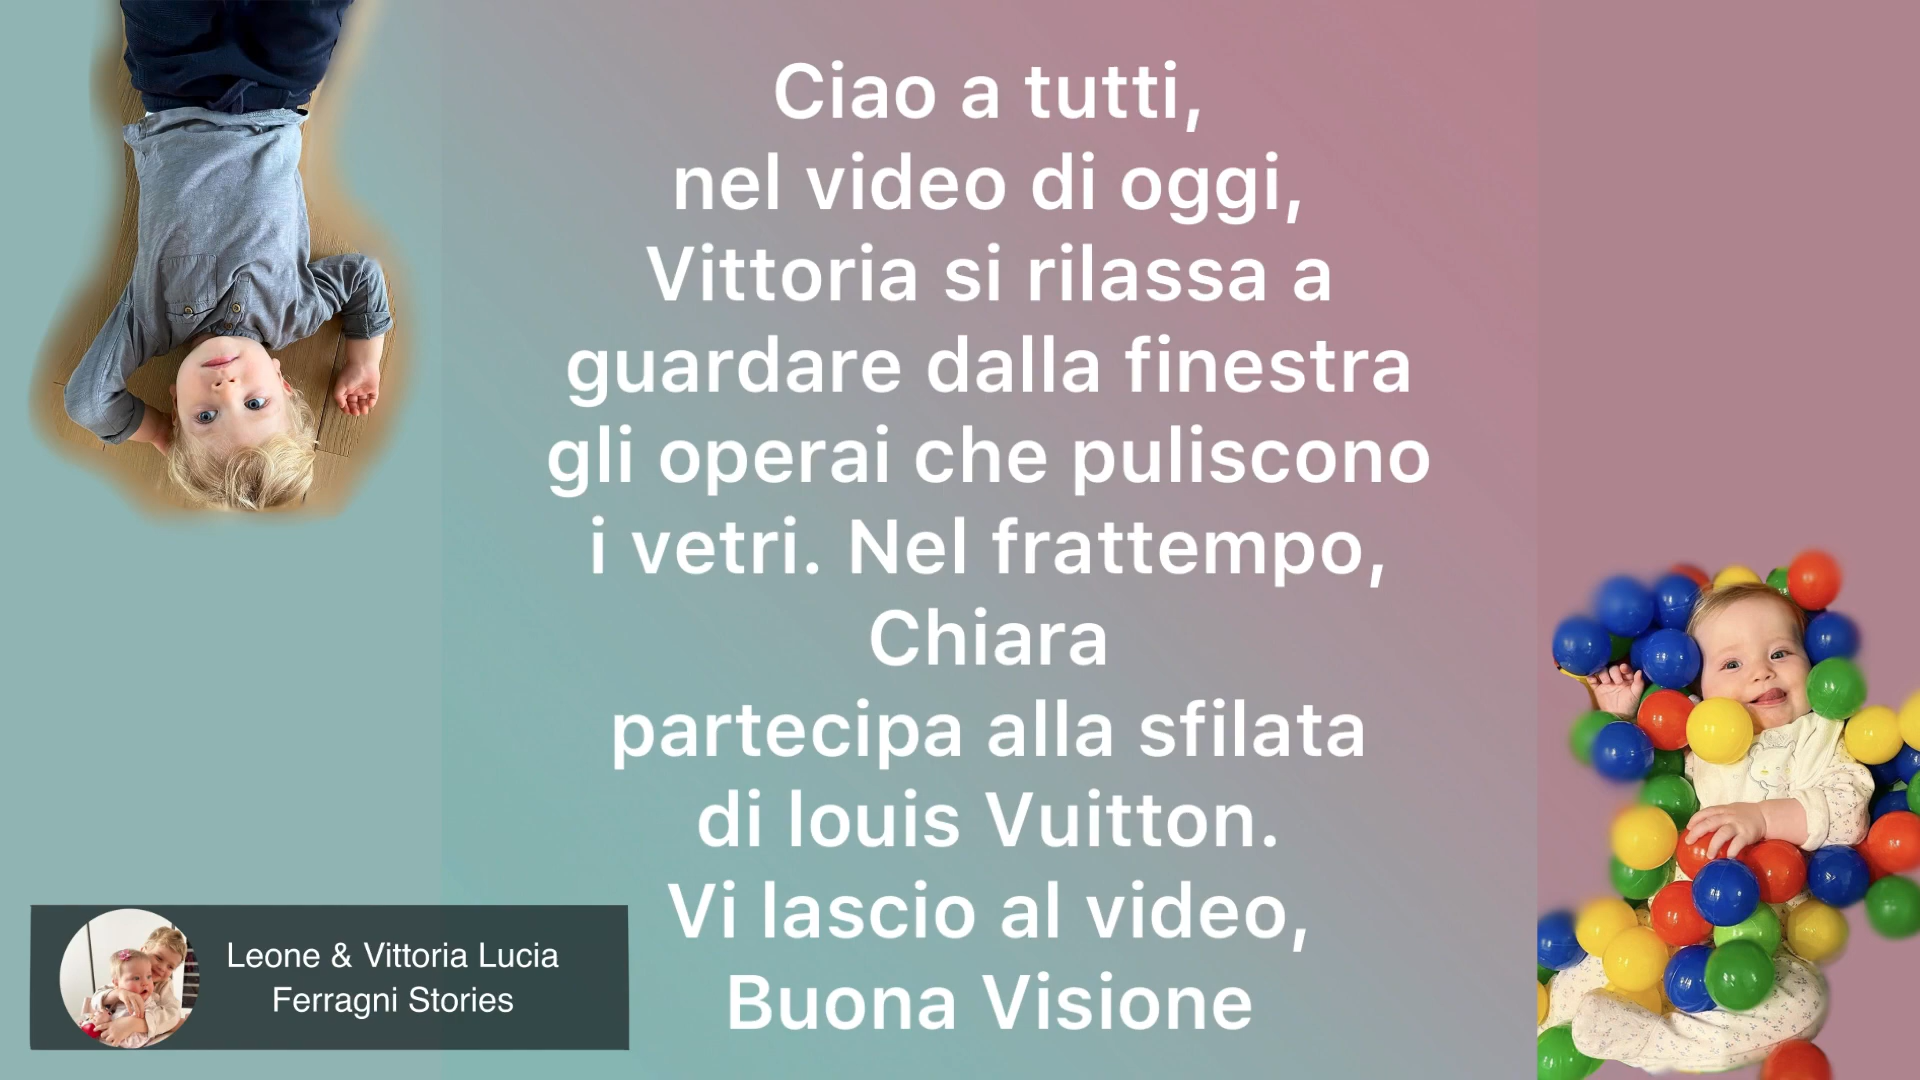 Ciao a tutti,
nel video di oggi,
Vittoria si rilassa a
guardare dalla finestra
gli operai che puliscono
i vetri. Nel frattempo,
Chiara
partecipa alla sfilata
di louis Vuitton.
Vi lascio al video,
Buona Visione
Leone & Vittoria Lucia
Ferragni Stories